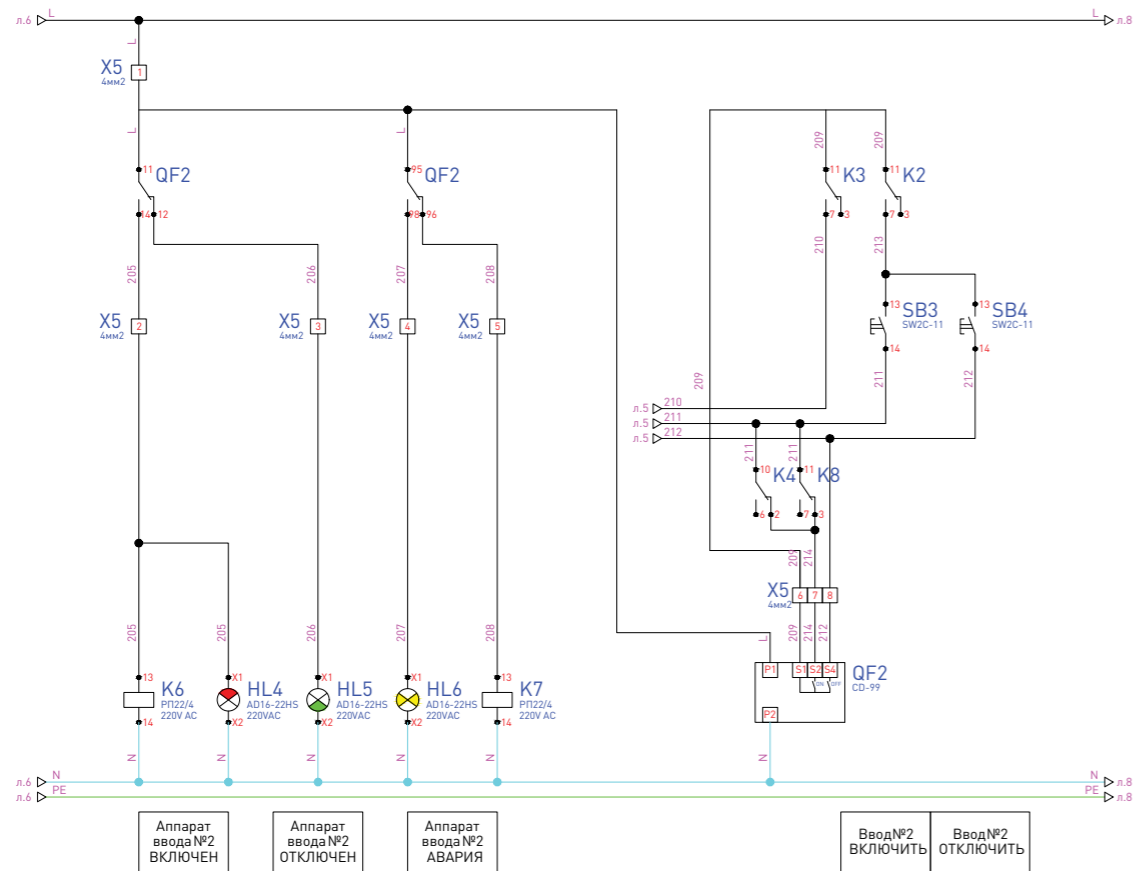 л.6 L
L л.8
L
X5
4мм2
1
L
L
209
209
11 QF2
95 QF2
11 K3
11 K2
14 12
98 96
7 3
7 3
205
206
207
208
210
213
X5
4мм2
2
X5
4мм2
3
X5
4мм2
4
X5
4мм2
5
13 SB3
SW2C-11
14
13 SB4
SW2C-11
14
209
211
212
л.5 210
л.5 211
л.5 212
211
211
10 K4
11 K8
6 2
7 3
209
214
X5
4мм2
6 7 8
205
205
206
207
208
L
209
214
212
13
K6
РП22/4
220V AC
14
X1
HL4
AD16-22HS
220VAC
X2
X1
HL5
AD16-22HS
220VAC
X2
X1
HL6
AD16-22HS
220VAC
X2
13
K7
РП22/4
220V AC
14
P1 S1 S2 S4
ON OFF
P2
QF2
CD-99
N
N
N
N
N
N
л.6 N
N л.8
л.6 PE
PE л.8
Аппарат
ввода №2
ВКЛЮЧЕН
Аппарат
ввода №2
ОТКЛЮЧЕН
Аппарат
ввода №2
АВАРИЯ
Ввод№2
ВКЛЮЧИТЬ
Ввод№2
ОТКЛЮЧИТЬ